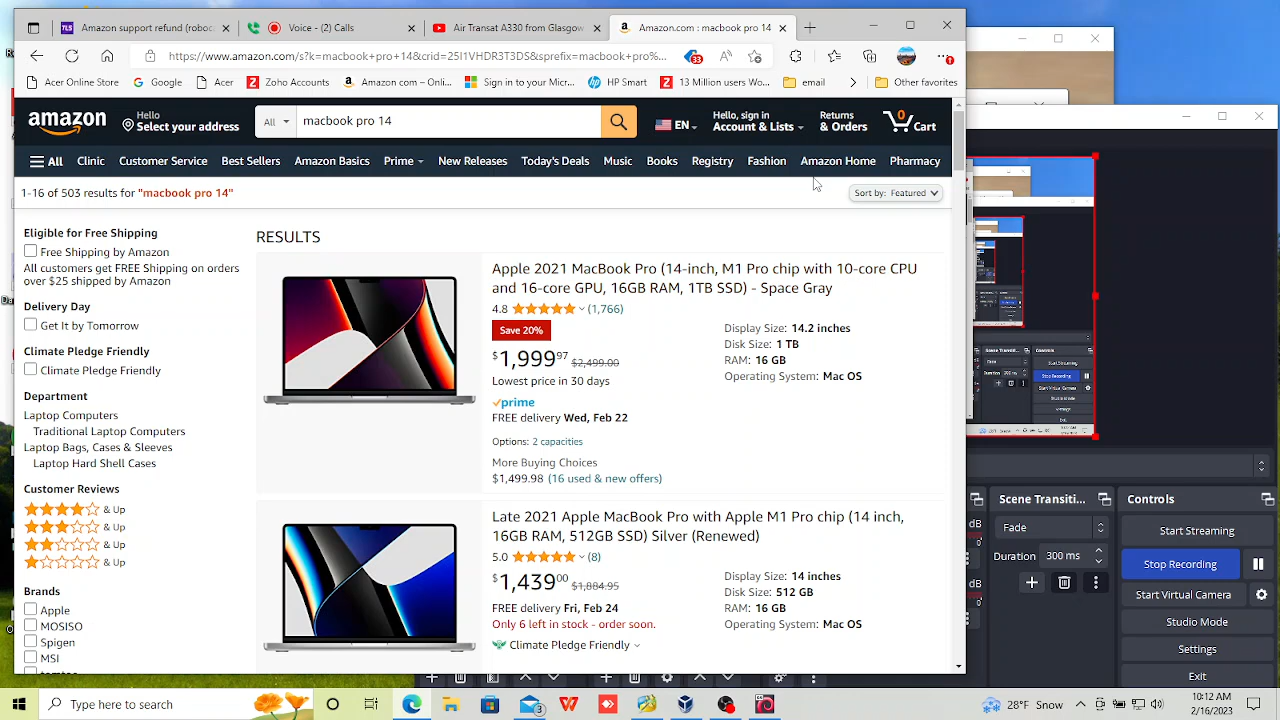 Amazon support refund (roboca
Voice - (2) Calls
Air Transat A330 from Glasgow
Amazon.com : macbook pro 14
https://www.amazon.com/s?k=macbook+pro+14&crid=25I1VHDR3T3DS&sprefix=macbook+pro%...
33
Acer Online Store
Google
Acer
Zoho Accounts
Amazon.com – Onli...
Sign in to your Micr...
HP Smart
13 Million users Wo...
email
Other favorites
amazon
Hello
Select your address
All
macbook pro 14
EN
Hello, sign in
Account & Lists
Returns
& Orders
0
Cart
All
Clinic
Customer Service
Best Sellers
Amazon Basics
Prime
New Releases
Today's Deals
Music
Books
Registry
Fashion
Amazon Home
Pharmacy
1-16 of 503 results for "macbook pro 14"
Sort by: Featured
Eligible for Free Shipping
Free Shipping by Amazon
All customers get FREE Shipping on orders
over $25 shipped by Amazon
Delivery Day
Get It by Tomorrow
Climate Pledge Friendly
Climate Pledge Friendly
Department
Laptop Computers
Traditional Laptop Computers
Laptop Bags, Cases & Sleeves
Laptop Hard Shell Cases
Customer Reviews
& Up
& Up
& Up
& Up
Brands
Apple
MOSISO
Spigen
MSI
RESULTS
Apple 2021 MacBook Pro (14-inch, M1 Pro chip with 10-core CPU
and 16-core GPU, 16GB RAM, 1TB SSD) - Space Gray
4.8 (1,766)
Save 20%
$1,999.97 $2,499.00
Lowest price in 30 days
prime
FREE delivery Wed, Feb 22
Options: 2 capacities
More Buying Choices
$1,499.98 (16 used & new offers)
Display Size: 14.2 inches
Disk Size: 1 TB
RAM: 16 GB
Operating System: Mac OS
Late 2021 Apple MacBook Pro with Apple M1 Pro chip (14 inch,
16GB RAM, 512GB SSD) Silver (Renewed)
5.0 (8)
$1,439.00 $1,884.95
FREE delivery Fri, Feb 24
Only 6 left in stock - order soon.
Climate Pledge Friendly
Display Size: 14 inches
Disk Size: 512 GB
RAM: 16 GB
Operating System: Mac OS
dB
0
dB
0
Scene Transiti...
Fade
Duration 300 ms
Controls
Start Streaming
Stop Recording
Start Virtual Camera
Studio Mode
Settings
Exit
Type here to search
3
28°F Snow
10:12 AM
2/16/2023